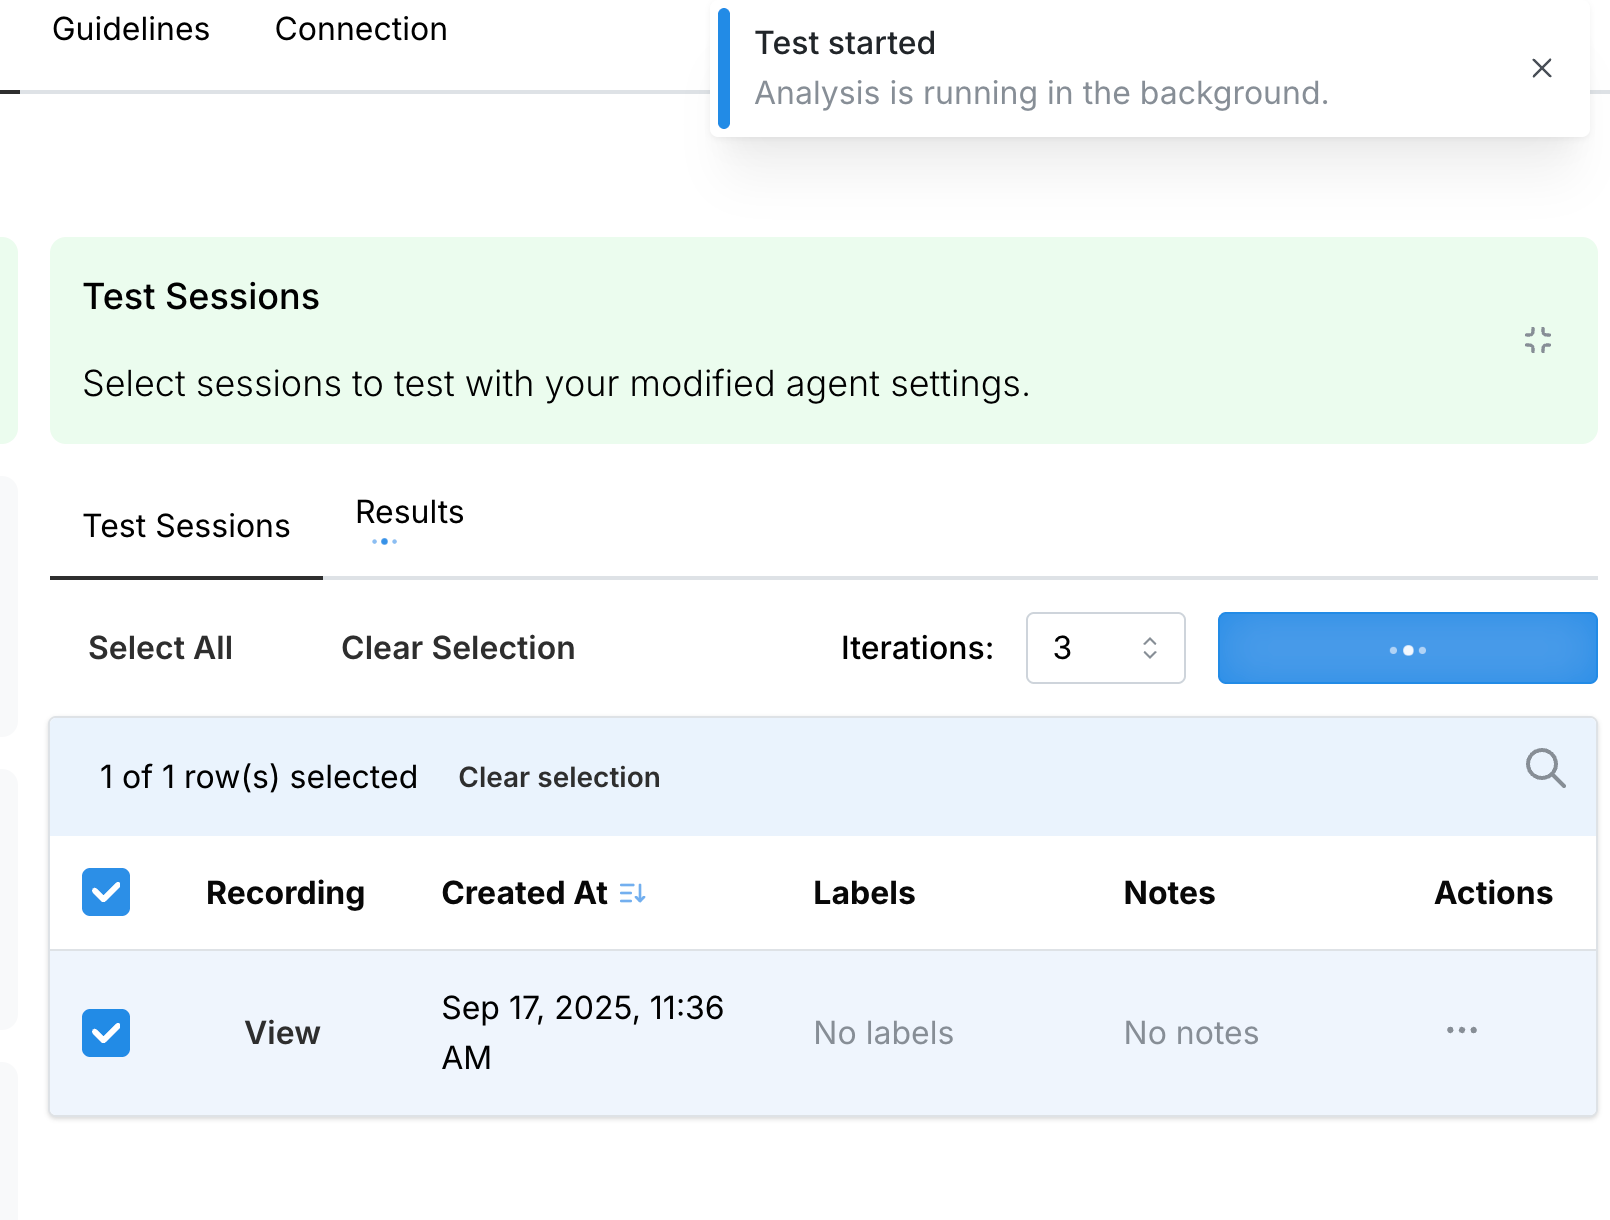 Guidelines Connection
Test started
Analysis is running in the background.
Test Sessions
Select sessions to test with your modified agent settings.
Test Sessions Results
Select All Clear Selection Iterations: 3
1 of 1 row(s) selected Clear selection
Recording Created At Labels Notes Actions
View Sep 17, 2025, 11:36 No labels No notes
AM